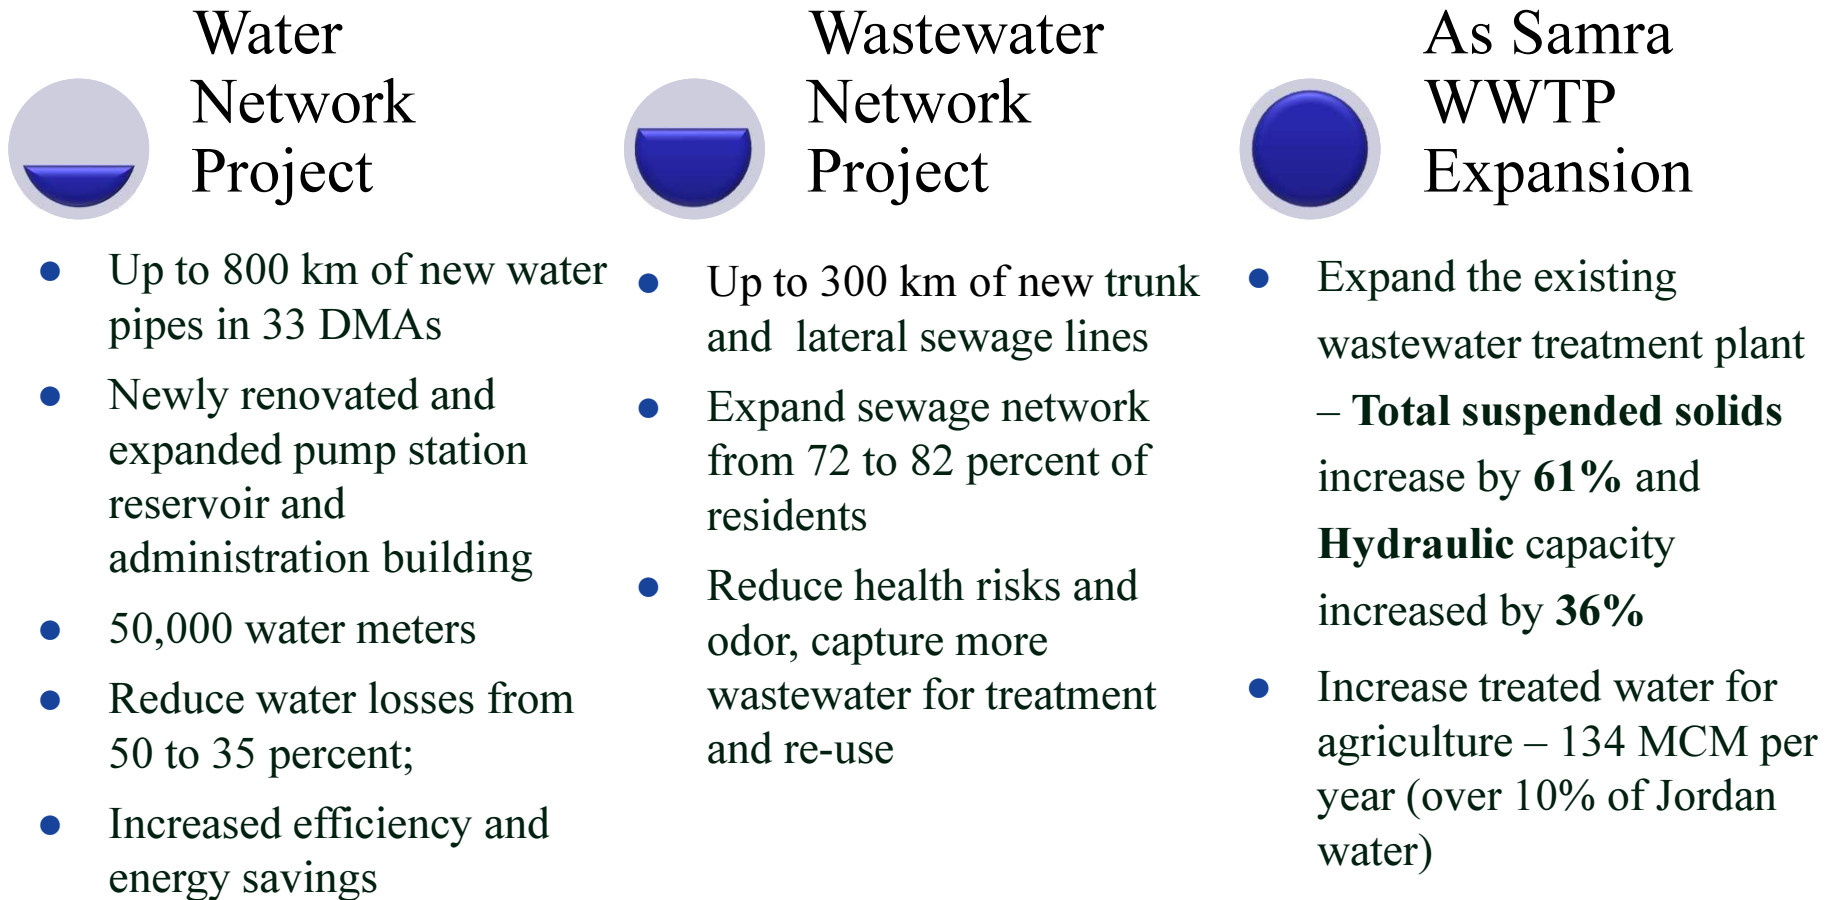 Water
Network
Project
● Up to 800 km of new water
pipes in 33 DMAs
● Newly renovated and
expanded pump station
reservoir and
administration building
● 50,000 water meters
● Reduce water losses from
50 to 35 percent;
● Increased efficiency and
energy savings
Wastewater
Network
Project
● Up to 300 km of new trunk
and lateral sewage lines
● Expand sewage network
from 72 to 82 percent of
residents
● Reduce health risks and
odor, capture more
wastewater for treatment
and re-use
As Samra
WWTP
Expansion
● Expand the existing
wastewater treatment plant
– Total suspended solids
increase by 61% and
Hydraulic capacity
increased by 36%
● Increase treated water for
agriculture – 134 MCM per
year (over 10% of Jordan
water)